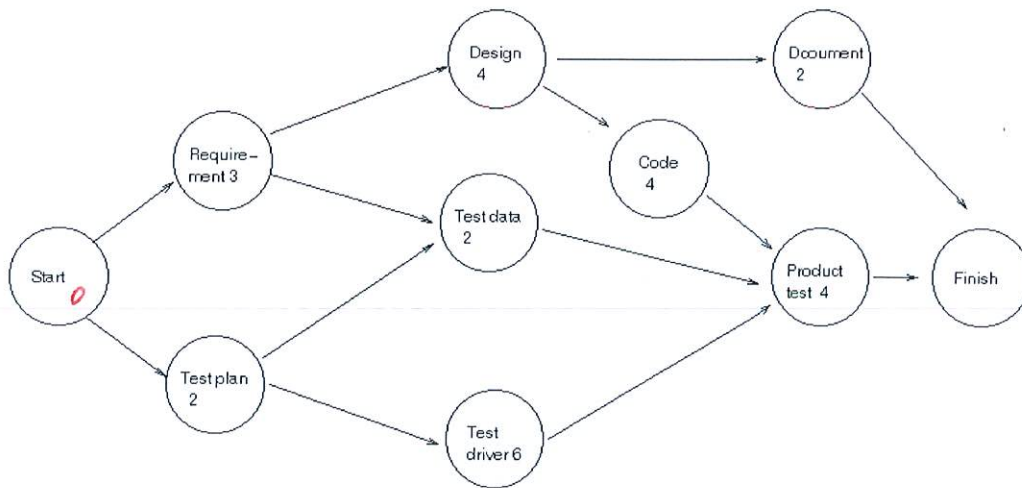 Design
4
Dcoument
2
Require-
ment 3
Code
4
Test data
2
Start
0
Product
test 4
Finish
Test plan
2
Test
driver 6